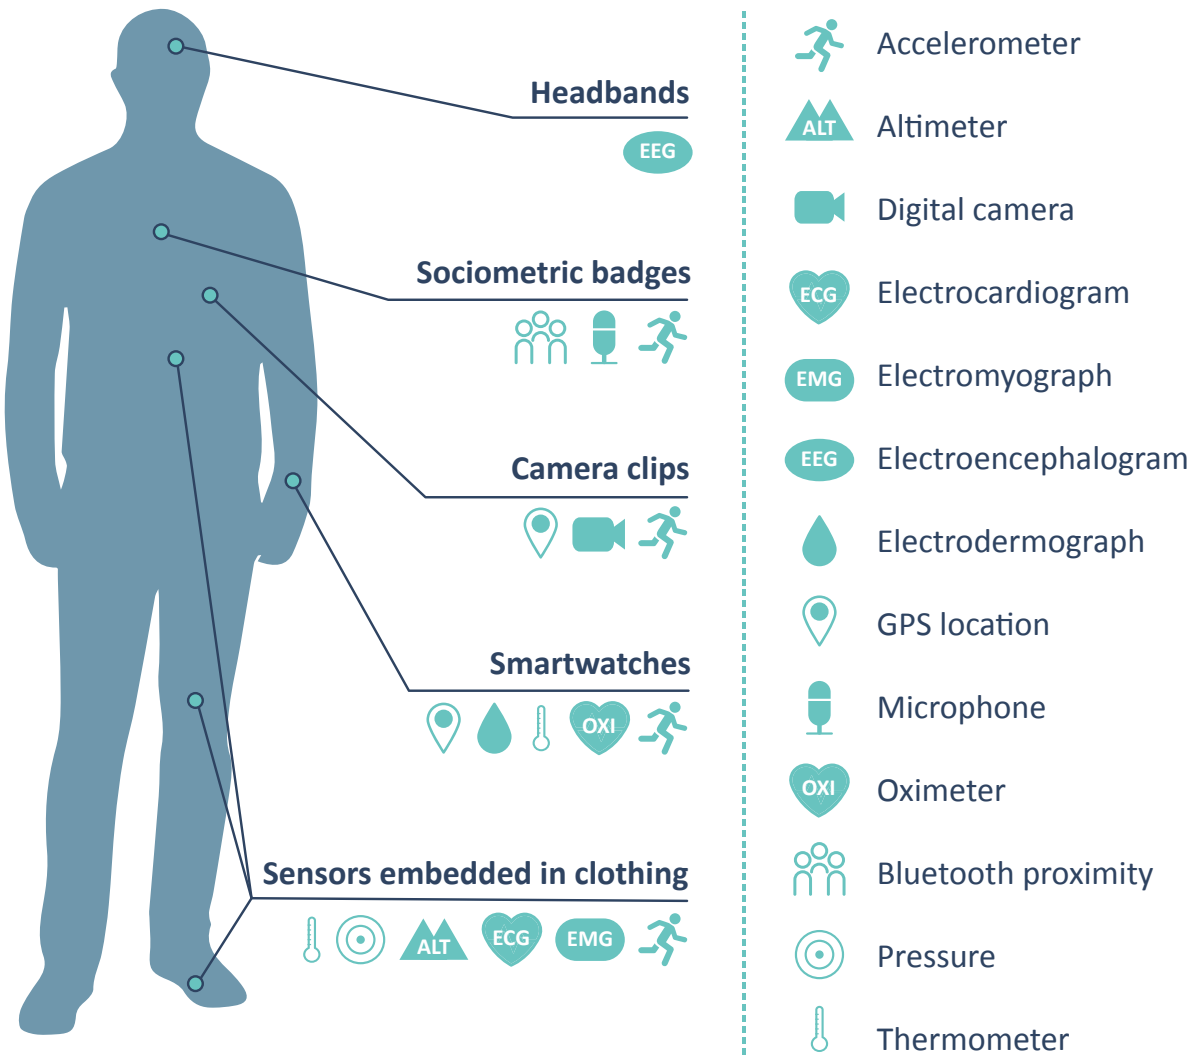 Headbands
EEG
Sociometric badges
Camera clips
Smartwatches
OXI
Sensors embedded in clothing
ALT
ECG
EMG
Accelerometer
ALT
Altimeter
Digital camera
ECG
Electrocardiogram
EMG
Electromyograph
EEG
Electroencephalogram
Electrodermograph
GPS location
Microphone
OXI
Oximeter
Bluetooth proximity
Pressure
Thermometer